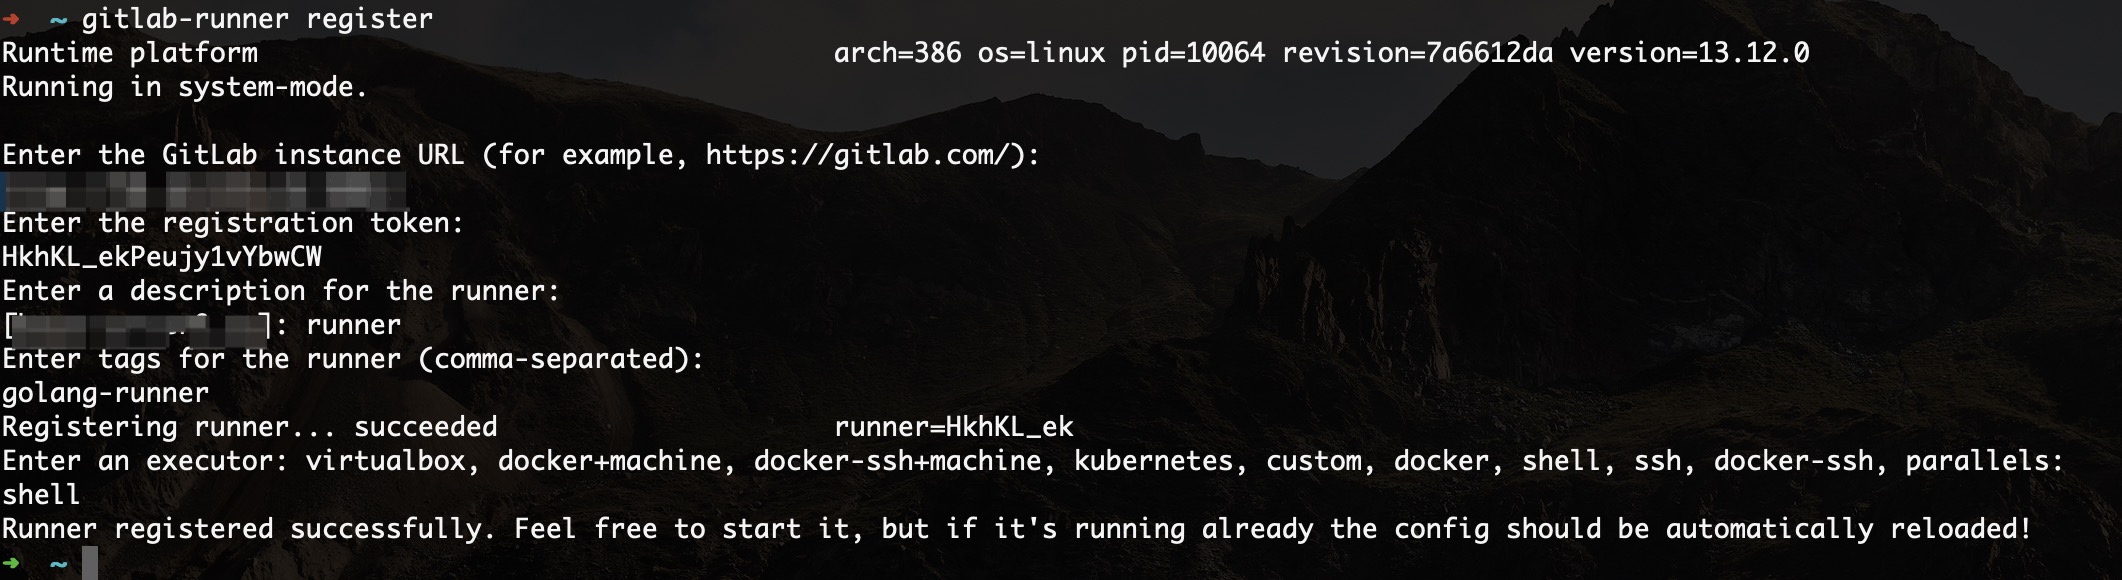 ➜ ~ gitlab-runner register
Runtime platform arch=386 os=linux pid=10064 revision=7a6612da version=13.12.0
Running in system-mode.
Enter the GitLab instance URL (for example, https://gitlab.com/):
Enter the registration token:
HkhKL_ekPeujy1vYbwCW
Enter a description for the runner:
[]: runner
Enter tags for the runner (comma-separated):
golang-runner
Registering runner... succeeded runner=HkhKL_ek
Enter an executor: virtualbox, docker+machine, docker-ssh+machine, kubernetes, custom, docker, shell, ssh, docker-ssh, parallels:
shell
Runner registered successfully. Feel free to start it, but if it's running already the config should be automatically reloaded!
➜ ~